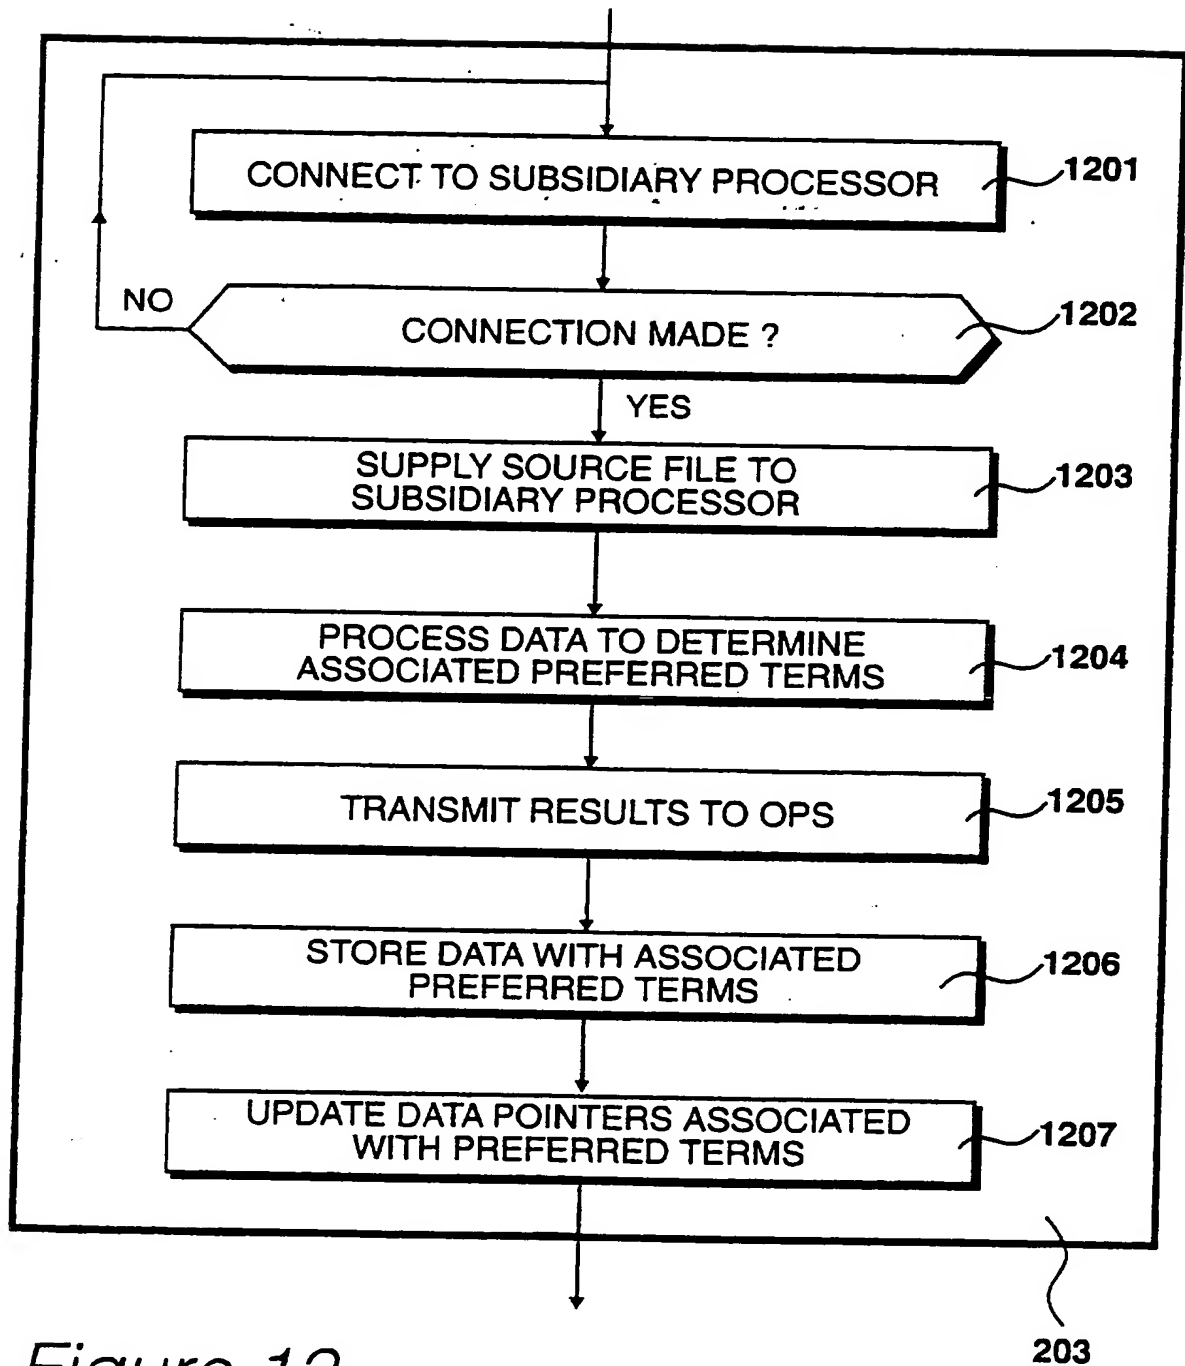 CONNECT TO SUBSIDIARY PROCESSOR
1201
NO
CONNECTION MADE ?
1202
YES
SUPPLY SOURCE FILE TO
SUBSIDIARY PROCESSOR
1203
PROCESS DATA TO DETERMINE
ASSOCIATED PREFERRED TERMS
1204
TRANSMIT RESULTS TO OPS
1205
STORE DATA WITH ASSOCIATED
PREFERRED TERMS
1206
UPDATE DATA POINTERS ASSOCIATED
WITH PREFERRED TERMS
1207
203
Figure 12